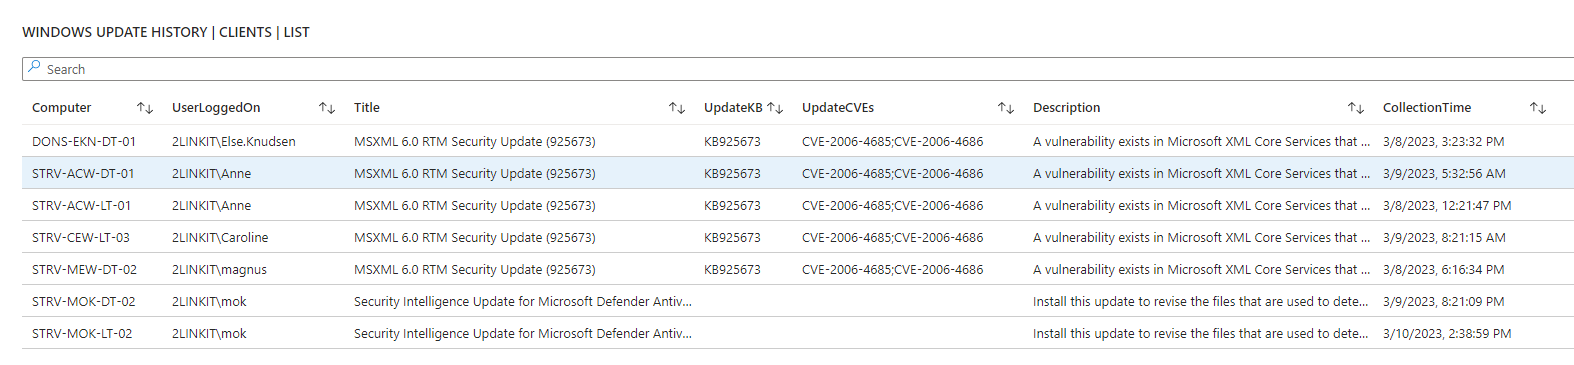 WINDOWS UPDATE HISTORY | CLIENTS | LIST
Search
Computer UserLoggedOn Title UpdateKB UpdateCVEs Description CollectionTime
DONS-EKN-DT-01 2LINKIT\Else.Knudsen MSXML 6.0 RTM Security Update (925673) KB925673 CVE-2006-4685;CVE-2006-4686 A vulnerability exists in Microsoft XML Core Services that ... 3/8/2023, 3:23:32 PM
STRV-ACW-DT-01 2LINKIT\Anne MSXML 6.0 RTM Security Update (925673) KB925673 CVE-2006-4685;CVE-2006-4686 A vulnerability exists in Microsoft XML Core Services that ... 3/9/2023, 5:32:56 AM
STRV-ACW-LT-01 2LINKIT\Anne MSXML 6.0 RTM Security Update (925673) KB925673 CVE-2006-4685;CVE-2006-4686 A vulnerability exists in Microsoft XML Core Services that ... 3/8/2023, 12:21:47 PM
STRV-CEW-LT-03 2LINKIT\Caroline MSXML 6.0 RTM Security Update (925673) KB925673 CVE-2006-4685;CVE-2006-4686 A vulnerability exists in Microsoft XML Core Services that ... 3/9/2023, 8:21:15 AM
STRV-MEW-DT-02 2LINKIT\magnus MSXML 6.0 RTM Security Update (925673) KB925673 CVE-2006-4685;CVE-2006-4686 A vulnerability exists in Microsoft XML Core Services that ... 3/8/2023, 6:16:34 PM
STRV-MOK-DT-02 2LINKIT\mok Security Intelligence Update for Microsoft Defender Antiv... Install this update to revise the files that are used to dete... 3/9/2023, 8:21:09 PM
STRV-MOK-LT-02 2LINKIT\mok Security Intelligence Update for Microsoft Defender Antiv... Install this update to revise the files that are used to dete... 3/10/2023, 2:38:59 PM